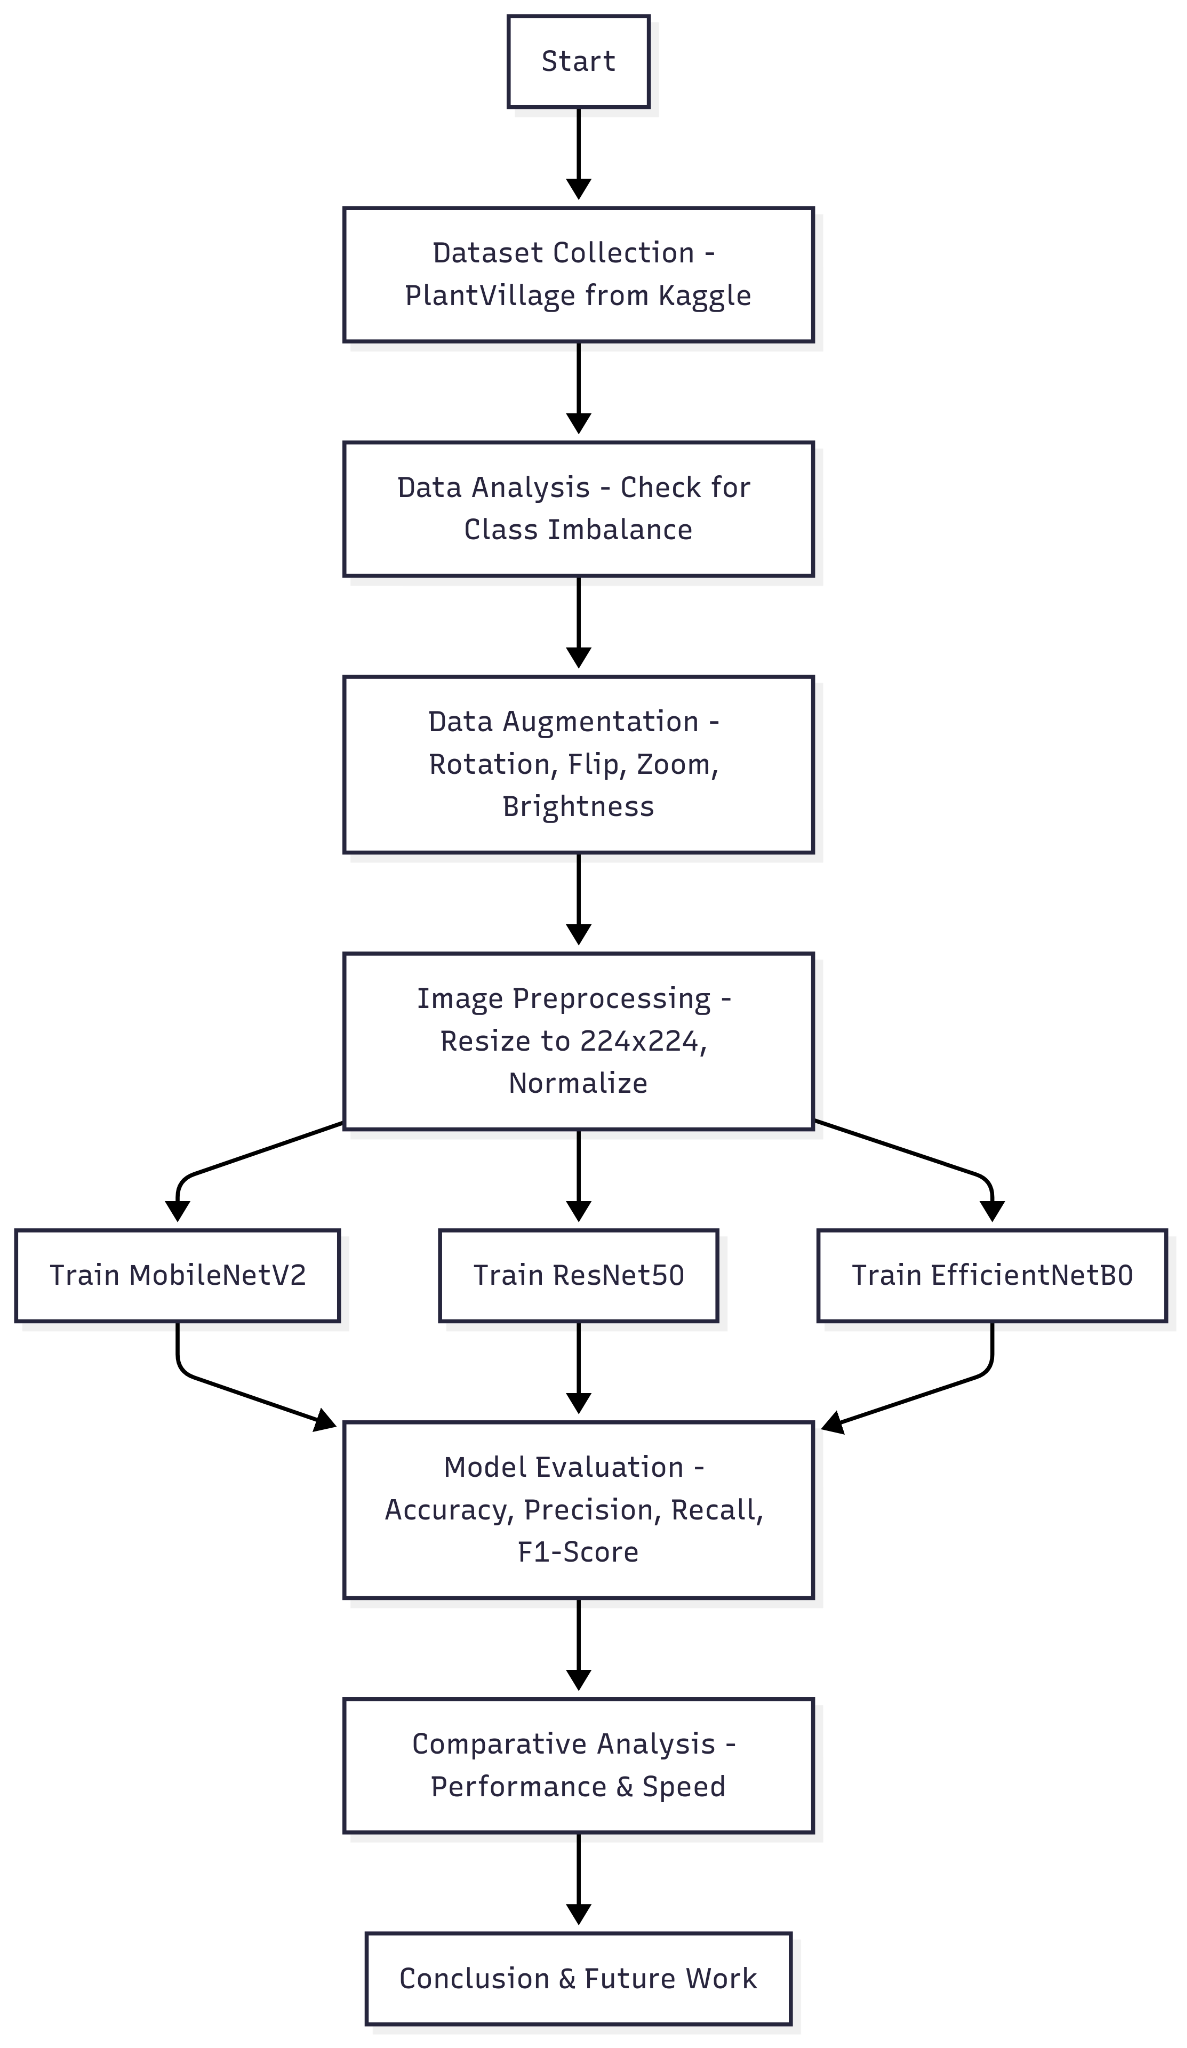 Start
Dataset Collection -
PlantVillage from Kaggle
Data Analysis - Check for
Class Imbalance
Data Augmentation -
Rotation, Flip, Zoom,
Brightness
Image Preprocessing -
Resize to 224x224,
Normalize
Train MobileNetV2
Train ResNet50
Train EfficientNetB0
Model Evaluation -
Accuracy, Precision, Recall,
F1-Score
Comparative Analysis -
Performance & Speed
Conclusion & Future Work